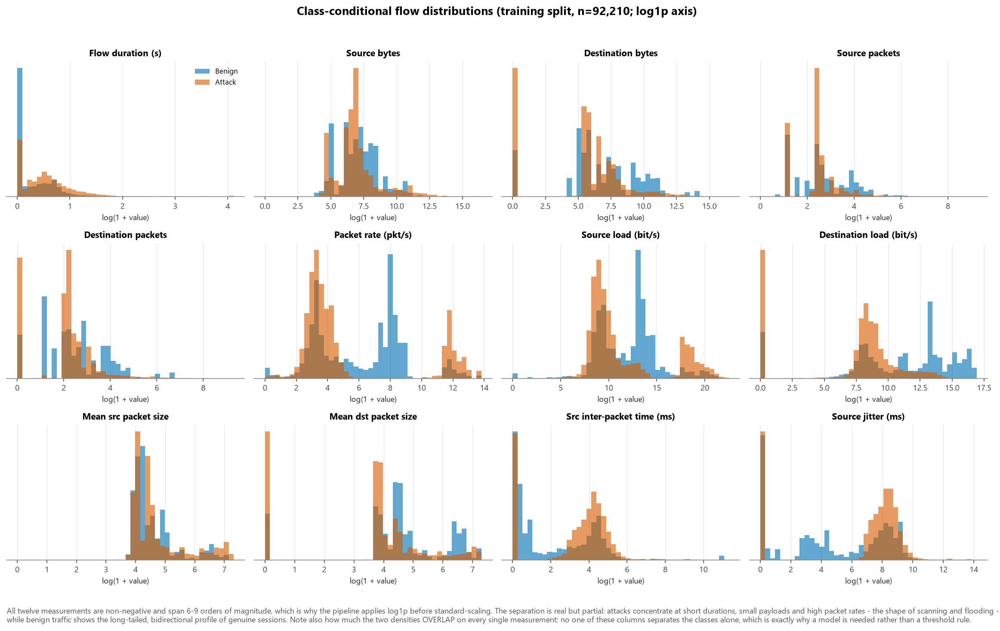 Class-conditional flow distributions (training split, n=92,210; log1p axis)
Flow duration (s)
Source bytes
Destination bytes
Source packets
Benign
Attack
0 1 2 3 4
0.0 2.5 5.0 7.5 10.0 12.5 15.0
0.0 2.5 5.0 7.5 10.0 12.5 15.0
0 2 4 6 8
log(1 + value)
log(1 + value)
log(1 + value)
log(1 + value)
Destination packets
Packet rate (pkt/s)
Source load (bit/s)
Destination load (bit/s)
0 2 4 6 8
0 2 4 6 8 10 12 14
0 5 10 15 20
0.0 2.5 5.0 7.5 10.0 12.5 15.0 17.5
log(1 + value)
log(1 + value)
log(1 + value)
log(1 + value)
Mean src packet size
Mean dst packet size
Src inter-packet time (ms)
Source jitter (ms)
0 1 2 3 4 5 6 7
0 1 2 3 4 5 6 7
0 2 4 6 8 10
0 2 4 6 8 10 12 14
log(1 + value)
log(1 + value)
log(1 + value)
log(1 + value)
All twelve measurements are non-negative and span 6-9 orders of magnitude, which is why the pipeline applies log1p before standard-scaling. The separation is real but partial: attacks concentrate at short durations, small payloads and high packet rates - the shape of scanning and flooding -
while benign traffic shows the long-tailed, bidirectional profile of genuine sessions. Note also how much the two densities OVERLAP on every single measurement: no one of these columns separates the classes alone, which is exactly why a model is needed rather than a threshold rule.